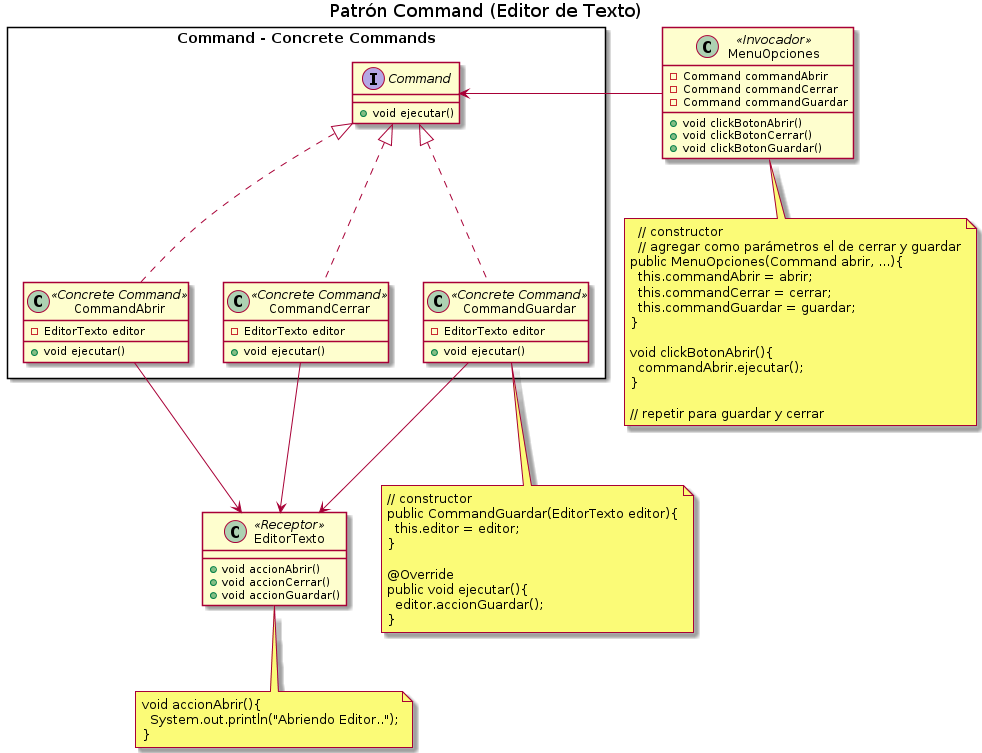 Patrón Command (Editor de Texto)
Command - Concrete Commands
I
Command
void ejecutar()
C
«Invocador»
MenuOpciones
Command commandAbrir
Command commandCerrar
Command commandGuardar
void clickBotonAbrir()
void clickBotonCerrar()
void clickBotonGuardar()
// constructor
// agregar como parámetros el de cerrar y guardar
public MenuOpciones(Command abrir, ...){
this.commandAbrir = abrir;
this.commandCerrar = cerrar;
this.commandGuardar = guardar;
}
void clickBotonAbrir(){
commandAbrir.ejecutar();
}
// repetir para guardar y cerrar
C
«Concrete Command»
CommandAbrir
EditorTexto editor
void ejecutar()
C
«Concrete Command»
CommandCerrar
EditorTexto editor
void ejecutar()
C
«Concrete Command»
CommandGuardar
EditorTexto editor
void ejecutar()
// constructor
public CommandGuardar(EditorTexto editor){
this.editor = editor;
}
@Override
public void ejecutar(){
editor.accionGuardar();
}
C
«Receptor»
EditorTexto
void accionAbrir()
void accionCerrar()
void accionGuardar()
void accionAbrir(){
System.out.println("Abriendo Editor..");
}